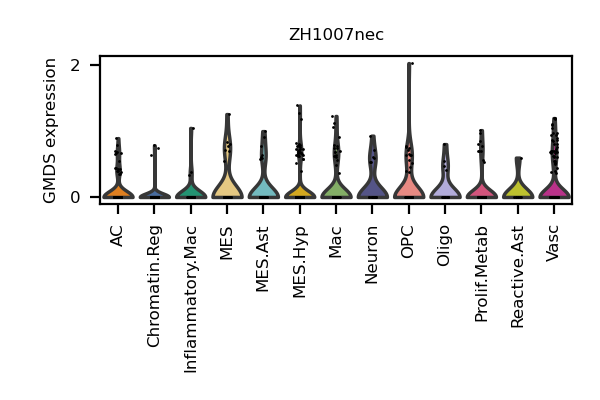 ZH1007nec
GMDS expression
2
0
AC
Chromatin.Reg
Inflammatory.Mac
MES
MES.Ast
MES.Hyp
Mac
Neuron
OPC
Oligo
Prolif.Metab
Reactive.Ast
Vasc